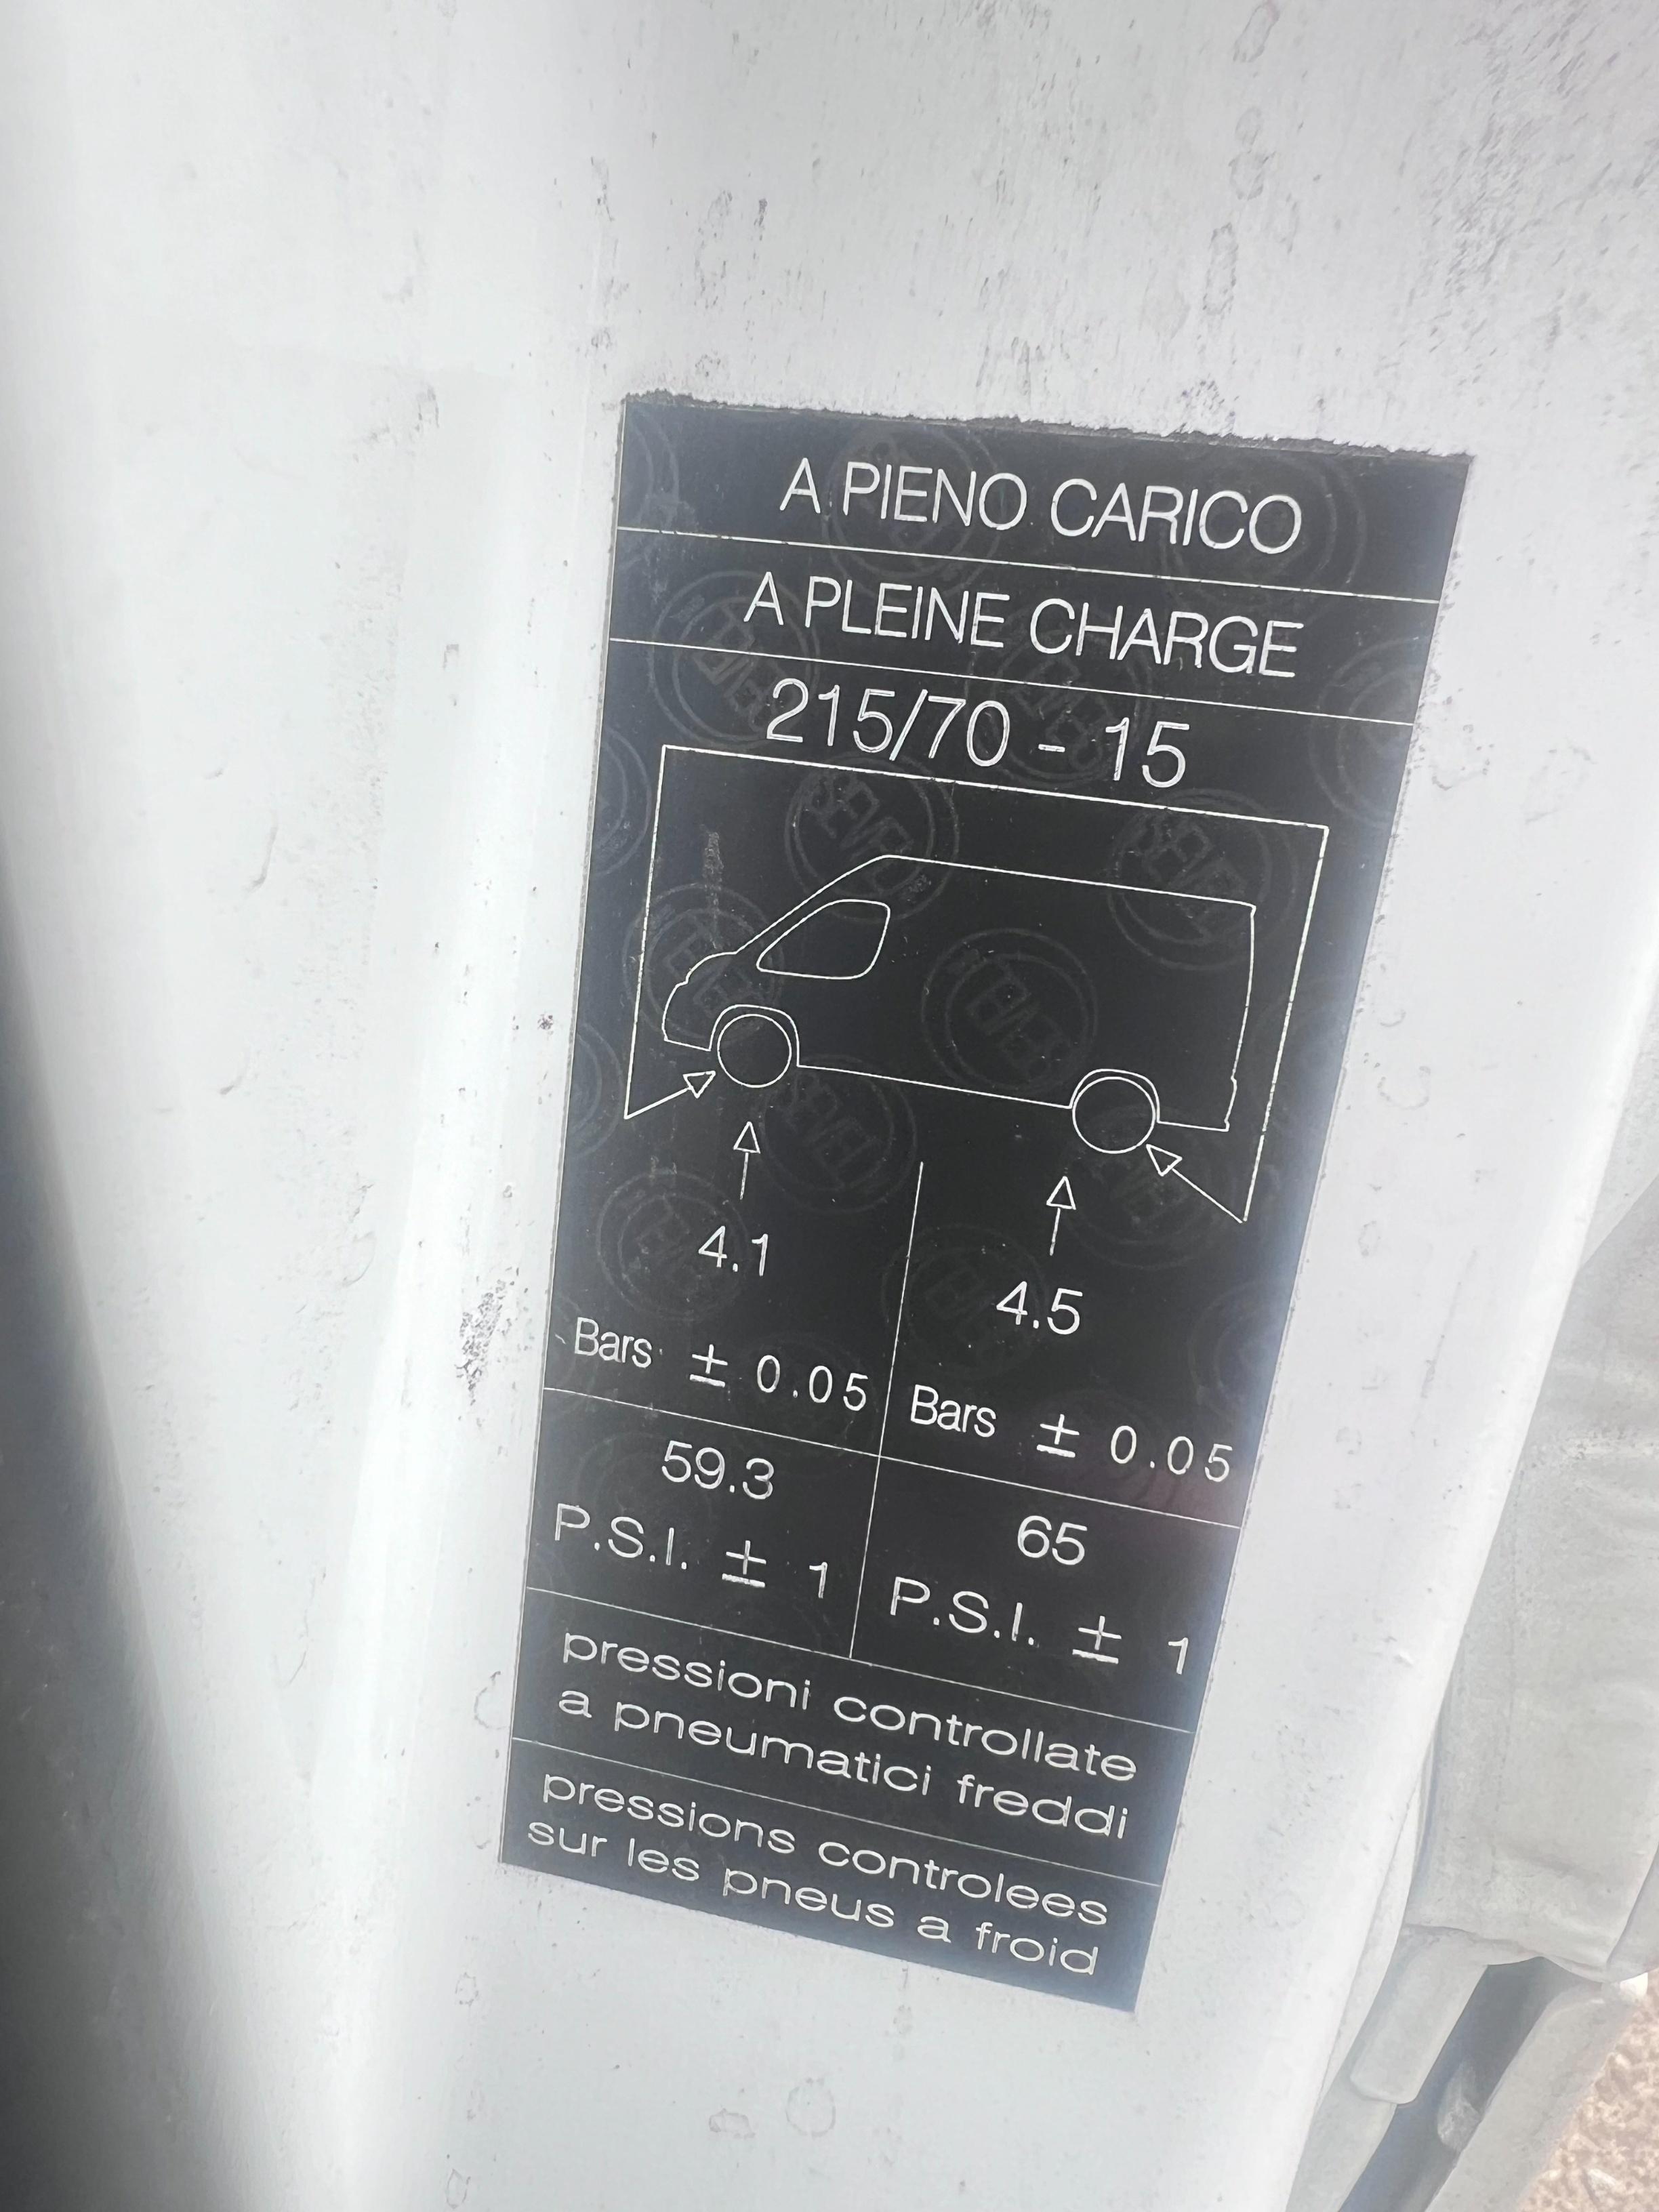 A PIENO CARICO
A PLEINE CHARGE
215/70 - 15
4.1
Bars ± 0.05
4.5
Bars ± 0.05
59.3
P.S.I. ± 1
65
P.S.I. ± 1
pressioni controllate
a pneumatici freddi
pressions controlees
sur les pneus a froid
SEVEL